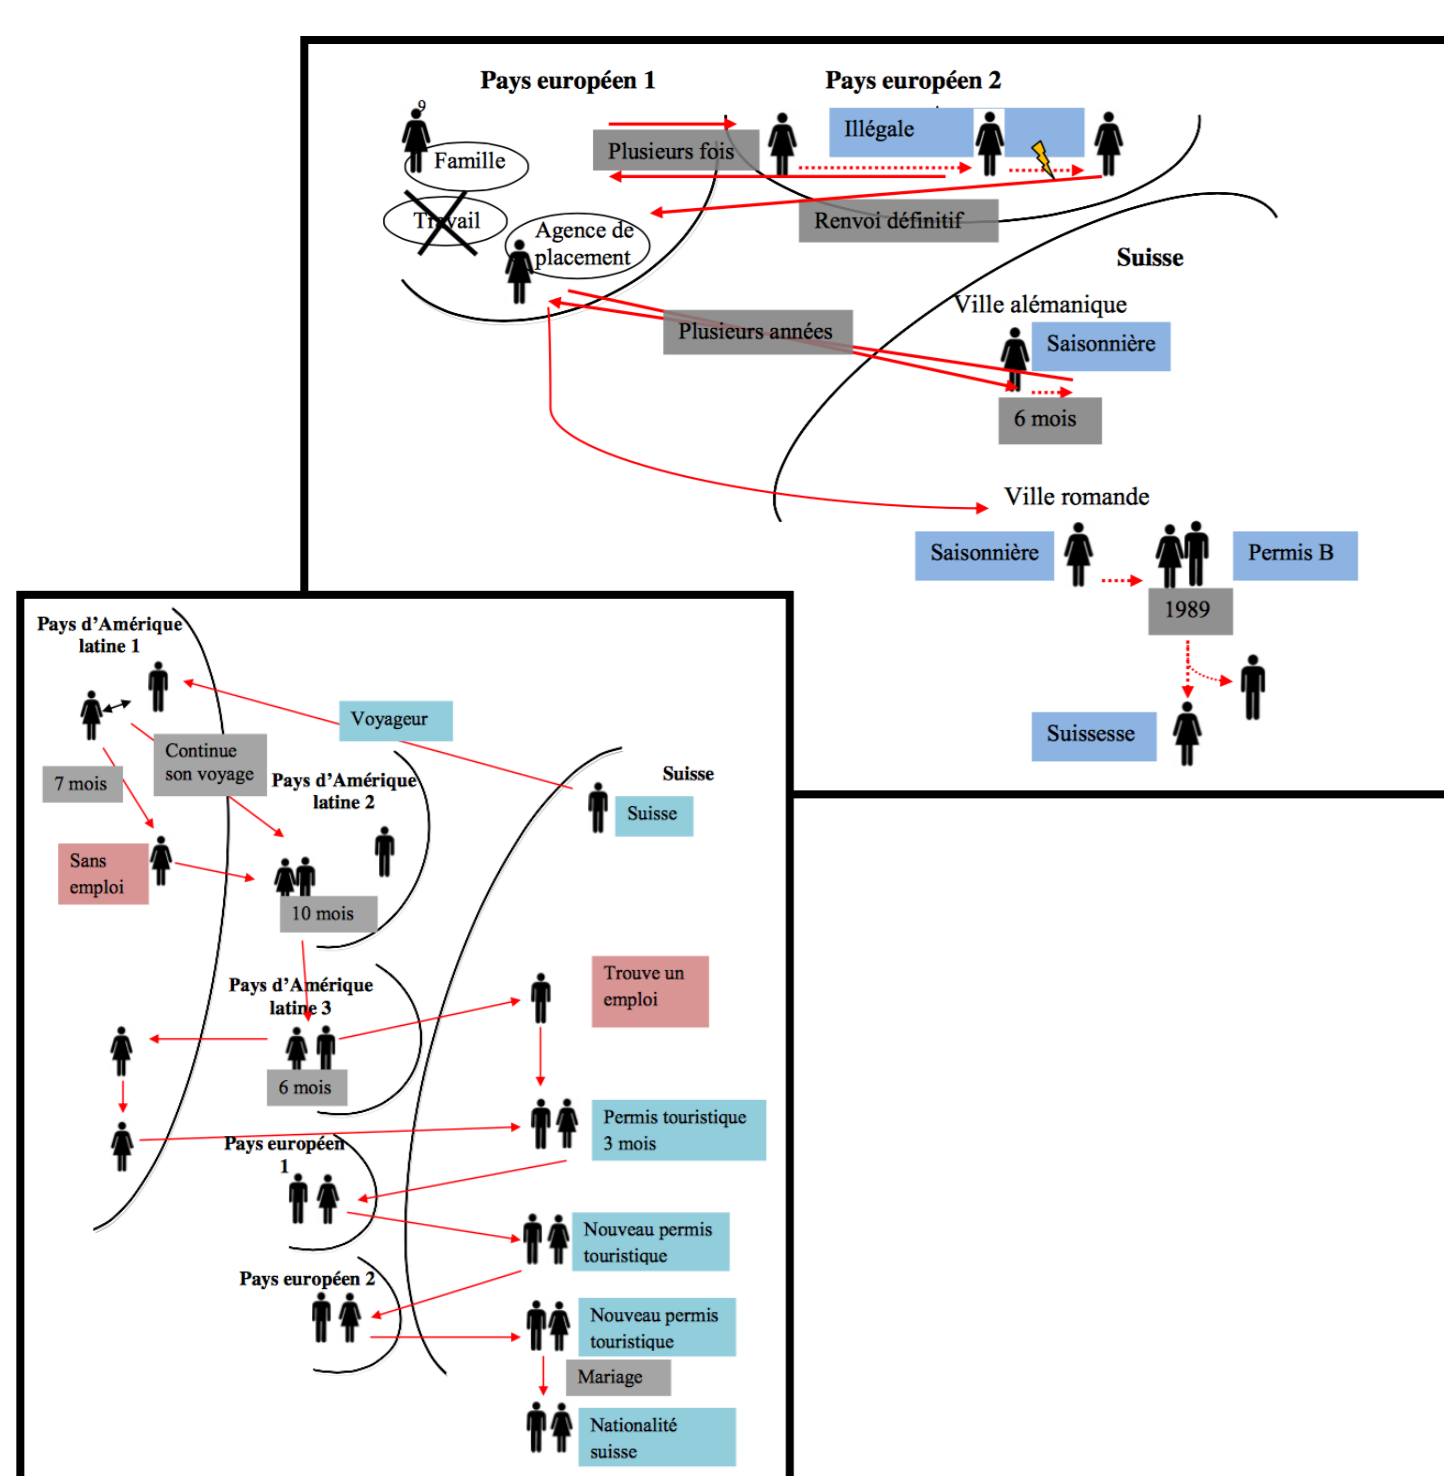 Pays européen 1
Pays européen 2
9
Famille
Illégale
Plusieurs fois
Travail
Agence de
placement
Renvoi définitif
Suisse
Ville alémanique
Plusieurs années
Saisonnière
6 mois
Ville romande
Saisonnière
Permis B
1989
Suissesse
Pays d’Amérique
latine 1
Voyageur
Continue
son voyage
7 mois
Pays d’Amérique
latine 2
Suisse
Suisse
Sans
emploi
10 mois
Pays d’Amérique
latine 3
Trouve un
emploi
6 mois
Permis touristique
3 mois
Pays européen
1
Nouveau permis
touristique
Pays européen 2
Nouveau permis
touristique
Mariage
Nationalité
suisse